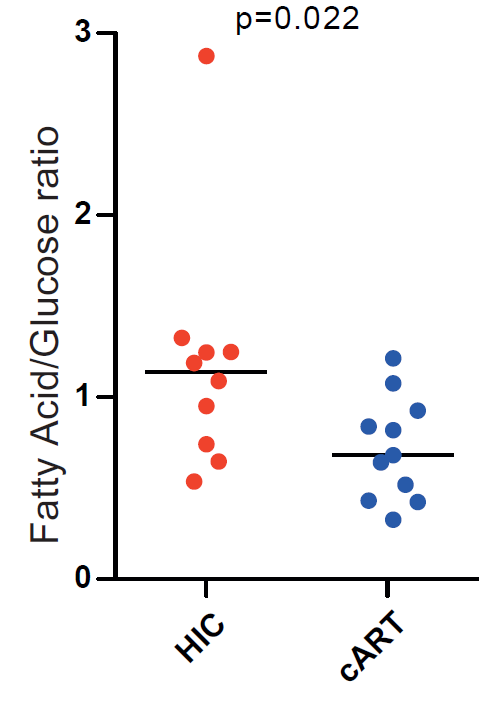 p=0.022
3
2
1
0
Fatty Acid/Glucose ratio
HIC
cART